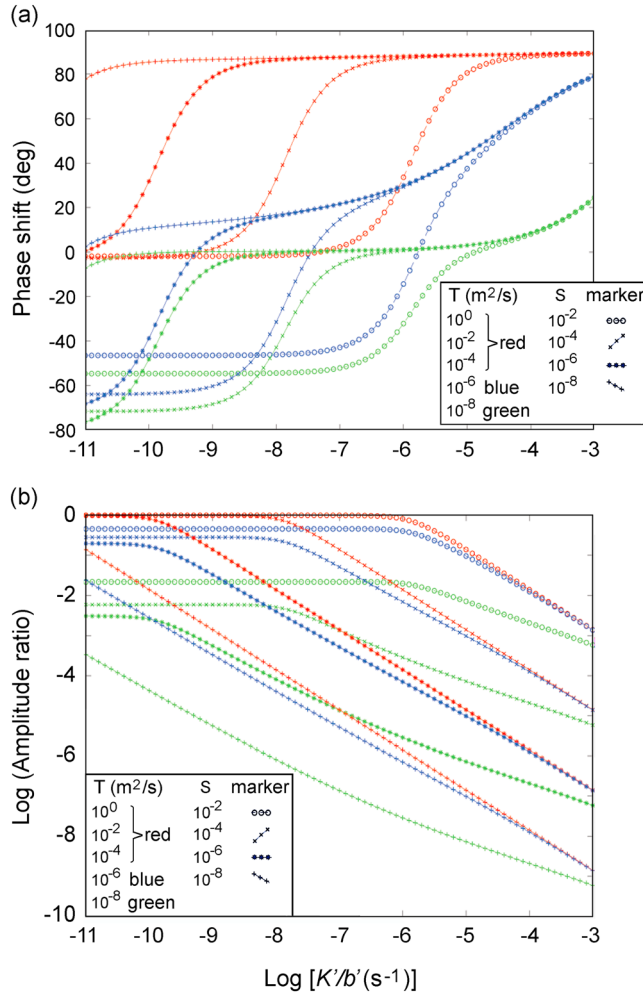 (a)
100
80
60
40
20
0
-20
-40
-60
-80
Phase shift (deg)
-11 -10 -9 -8 -7 -6 -5 -4 -3
T (m²/s) S marker
10⁰ 10⁻²
10⁻² red 10⁻⁴
10⁻⁴ 10⁻⁶
10⁻⁶ blue 10⁻⁸
10⁻⁸ green
(b)
0
-2
-4
-6
-8
-10
Log (Amplitude ratio)
T (m²/s) S marker
10⁰ 10⁻²
10⁻² red 10⁻⁴
10⁻⁴ 10⁻⁶
10⁻⁶ blue 10⁻⁸
10⁻⁸ green
-11 -10 -9 -8 -7 -6 -5 -4 -3
Log [K'/b' (s⁻¹)]